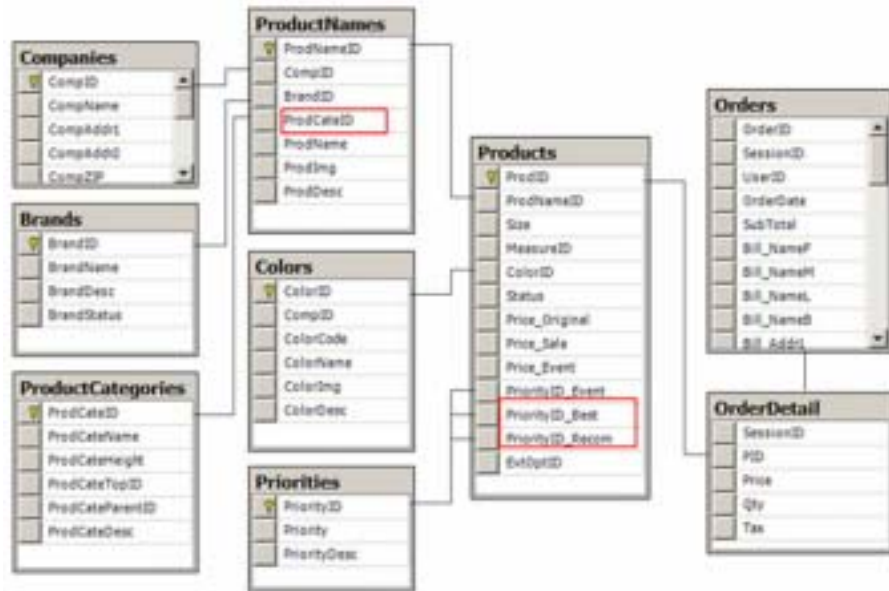 Companies
CompID
CompName
CompAddr1
CompAddr2
CompZIP
Brands
BrandID
BrandName
BrandDesc
BrandStatus
ProductCategories
ProdCateID
ProdCateName
ProdCateHeight
ProdCateTopID
ProdCateParentID
ProdCateDesc
ProductNames
ProdNameID
CompID
BrandID
ProdCateID
ProdName
ProdImg
ProdDesc
Colors
ColorID
CompID
ColorCode
ColorName
ColorImg
ColorDesc
Priorities
PriorityID
Priority
PriorityDesc
Products
ProdID
ProdNameID
Size
MeasureID
ColorID
Status
Price_Original
Price_Sale
Price_Event
PriorityID_Event
PriorityID_Best
PriorityID_Recom
ExtOptID
Orders
OrderID
SessionID
UserID
OrderDate
SubTotal
Bill_NameF
Bill_NameM
Bill_NameL
Bill_NameB
Bill_Addr1
OrderDetail
SessionID
PID
Price
Qty
Tax